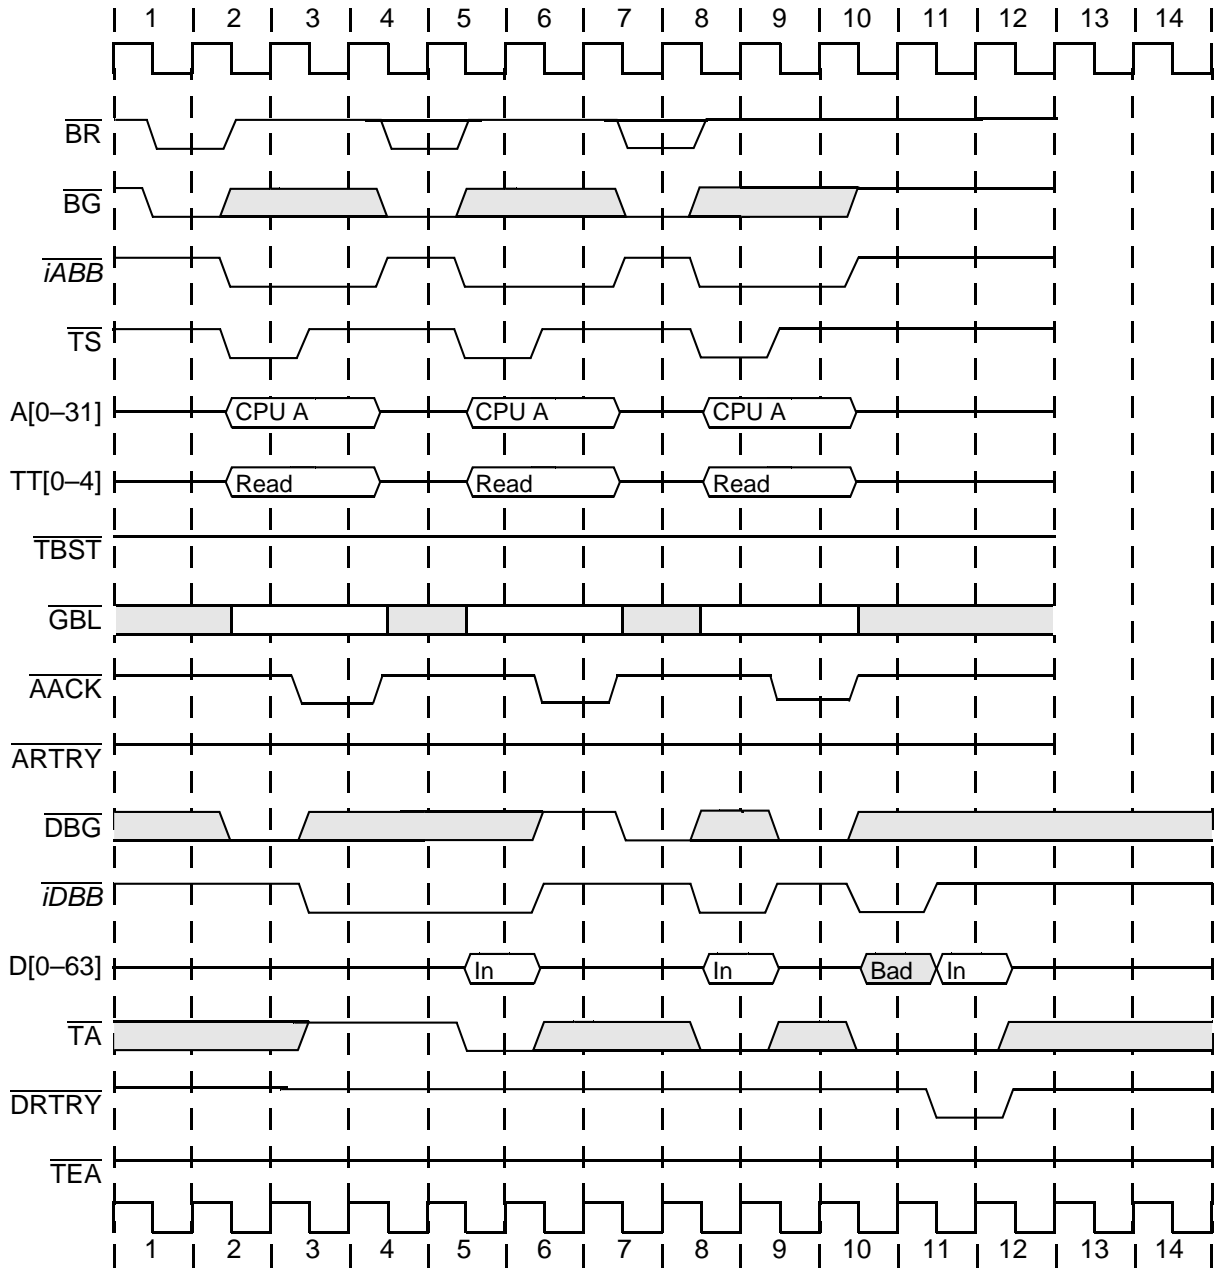 1 2 3 4 5 6 7 8 9 10 11 12 13 14
BR
BG
iABB
TS
A[0–31] CPU A CPU A CPU A
TT[0–4] Read Read Read
TBST
GBL
AACK
ARTRY
DBG
iDBB
D[0–63] In In Bad In
TA
DRTRY
TEA
1 2 3 4 5 6 7 8 9 10 11 12 13 14